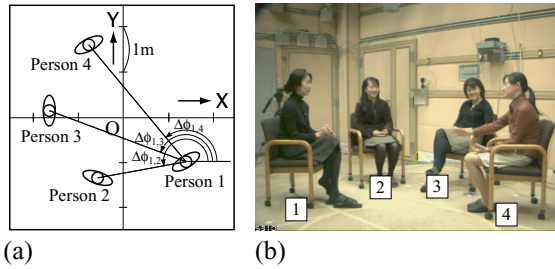 Y
1m
Person 4
X
Person 3
O
Δϕ1,4
Δϕ1,3
Δϕ1,2
Person 1
Person 2
1
2
3
4
(a)
(b)